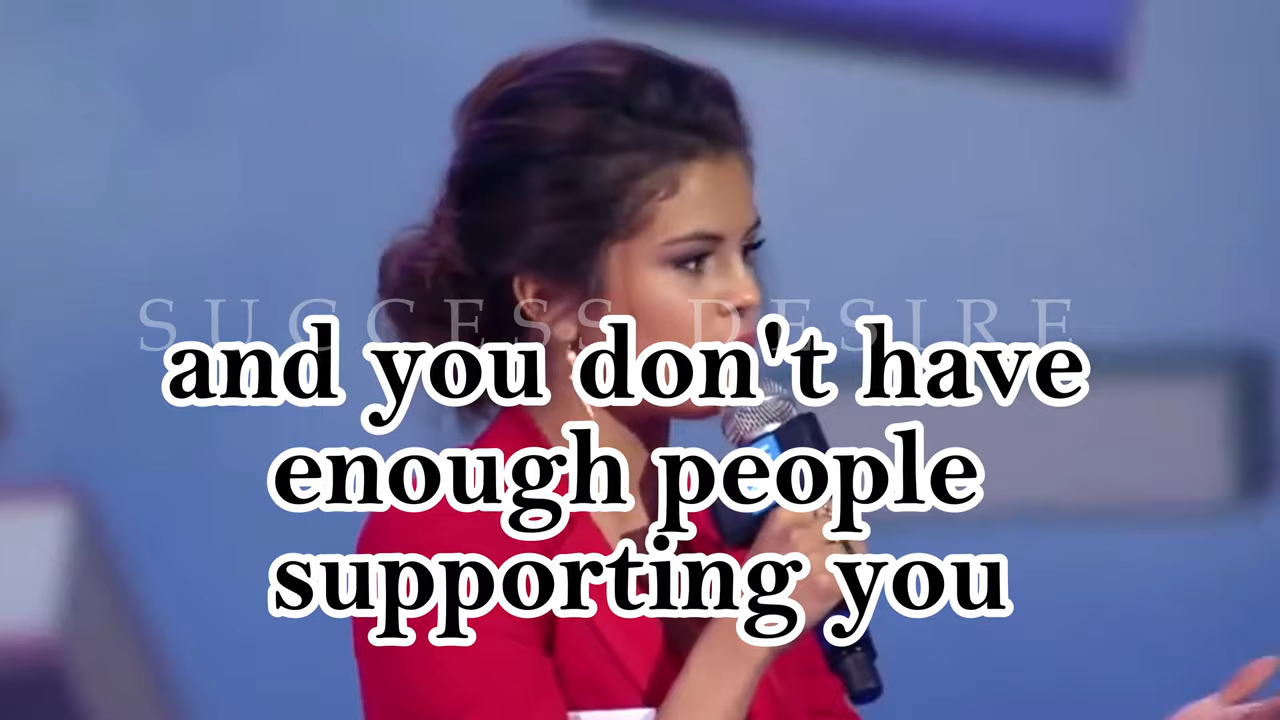 SUCCESS DESIRE
and you don't have
enough people
supporting you